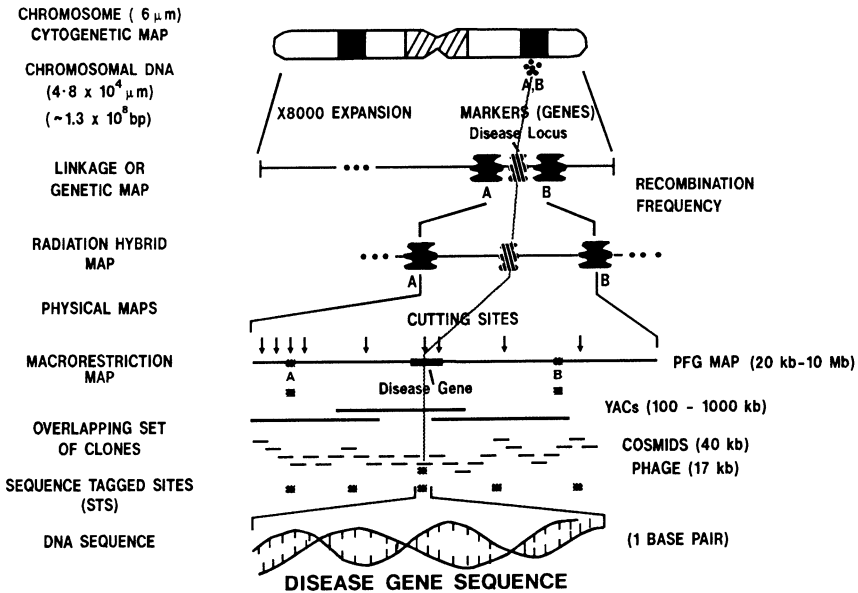 CHROMOSOME ( 6 μm)
CYTOGENETIC MAP
CHROMOSOMAL DNA
(4·8 x 10⁴ μm)
(~1.3 x 10⁸ bp)
A,B
X8000 EXPANSION
MARKERS (GENES)
Disease Locus
LINKAGE OR
GENETIC MAP
A
B
RECOMBINATION
FREQUENCY
RADIATION HYBRID
MAP
A
B
PHYSICAL MAPS
CUTTING SITES
MACRORESTRICTION
MAP
A
B
PFG MAP (20 kb-10 Mb)
Disease Gene
YACs (100 - 1000 kb)
OVERLAPPING SET
OF CLONES
COSMIDS (40 kb)
PHAGE (17 kb)
SEQUENCE TAGGED SITES
(STS)
DNA SEQUENCE
(1 BASE PAIR)
DISEASE GENE SEQUENCE